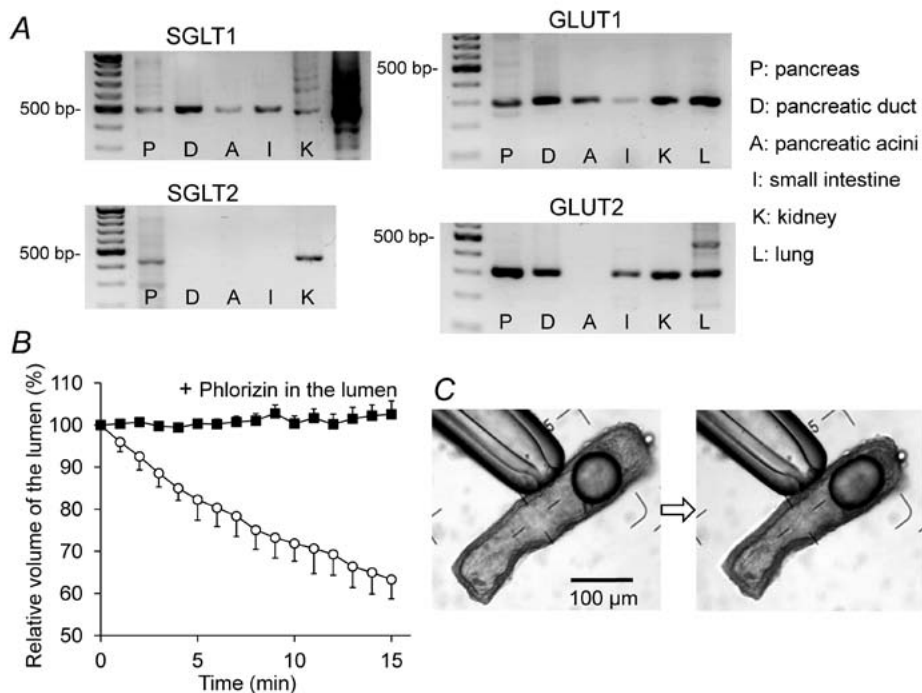 A
SGLT1
500 bp-
P D A I K
SGLT2
500 bp-
P D A I K
GLUT1
500 bp-
P D A I K L
GLUT2
500 bp-
P D A I K L
P: pancreas
D: pancreatic duct
A: pancreatic acini
I: small intestine
K: kidney
L: lung
B
Relative volume of the lumen (%)
110
100
90
80
70
60
50
+ Phlorizin in the lumen
0 5 10 15
Time (min)
C
5
100 µm
5